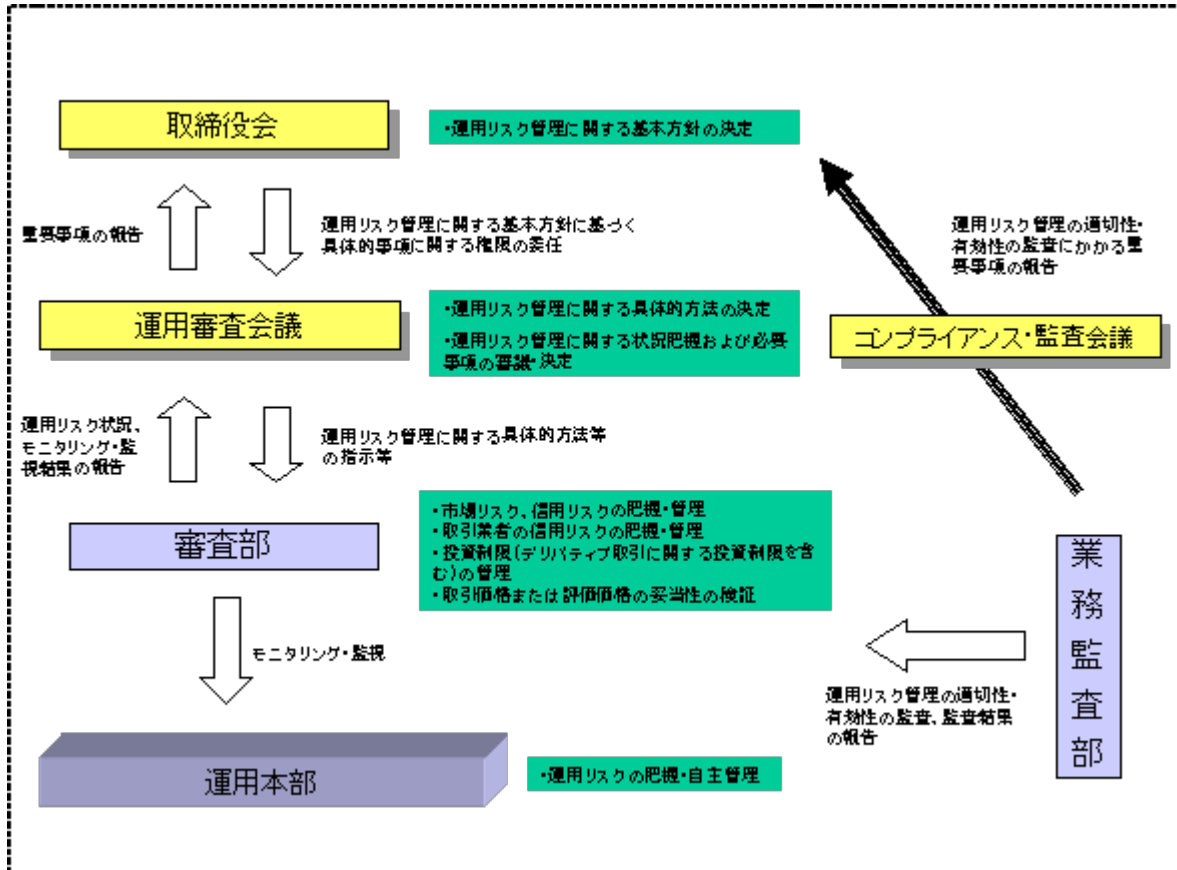 取締役会
・運用リスク管理に関する基本方針の決定
重要事項の報告
運用リスク管理に関する基本方針に基づく
具体的事項に関する権限の委任
運用リスク管理の適切性・
有効性の監査にかかる重
要事項の報告
運用審査会議
・運用リスク管理に関する具体的方法の決定
・運用リスク管理に関する状況把握および必要
事項の審議・決定
コンプライアンス・監査会議
運用リスク状況、
モニタリング・監
視結果の報告
運用リスク管理に関する具体的方法等
の指示等
審査部
・市場リスク、信用リスクの把握・管理
・取引業者の信用リスクの把握・管理
・投資制限(デリバティブ取引に関する投資制限を含
む)の管理
・取引価格または評価価格の妥当性の検証
業務監査部
モニタリング・監視
運用リスク管理の適切性・
有効性の監査、監査結果
の報告
運用本部
・運用リスクの把握・自主管理